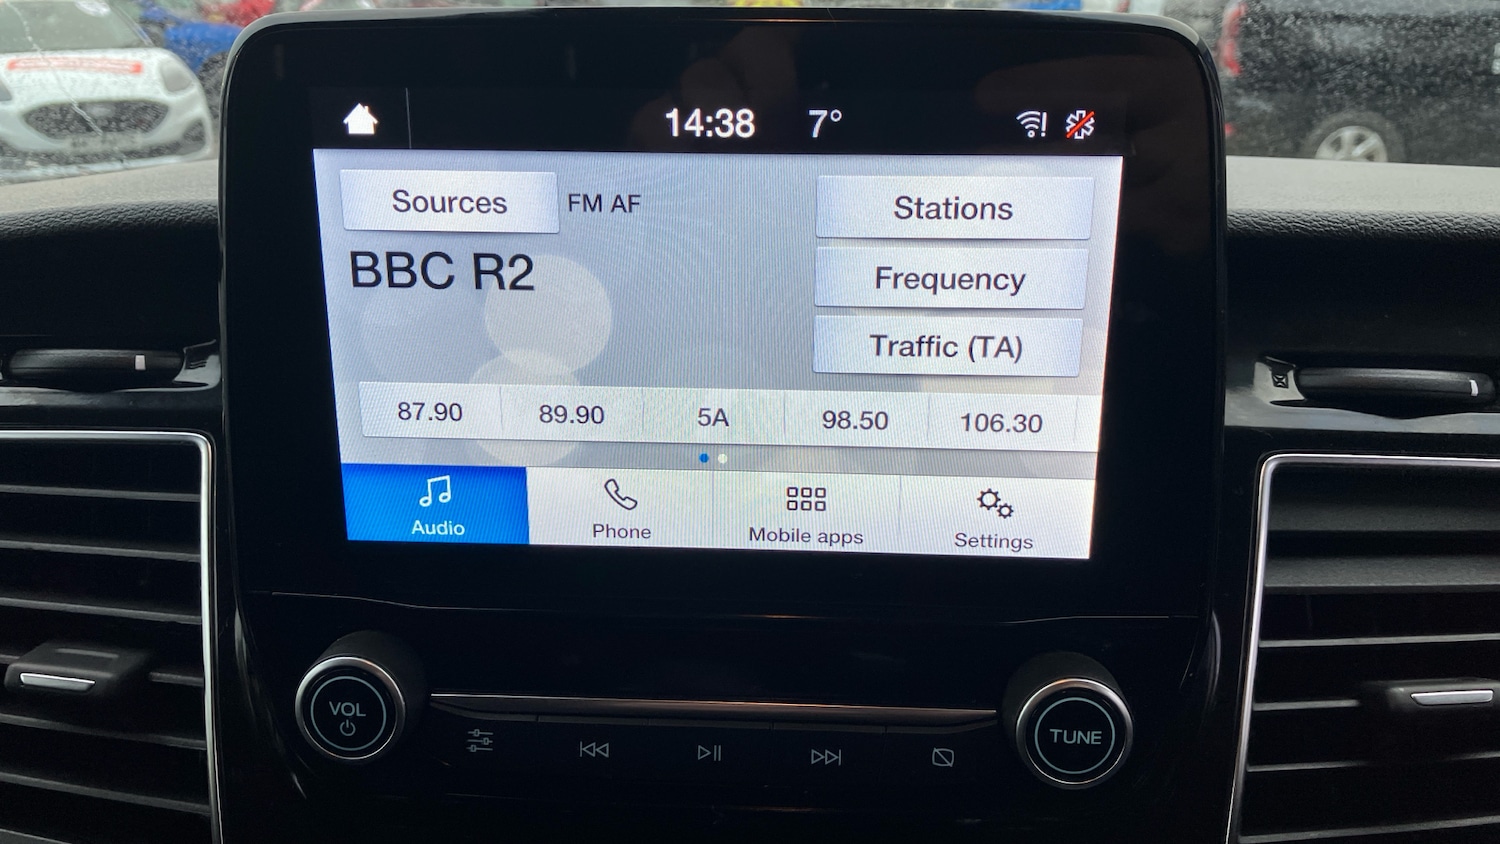 14:38 7°
Sources FM AF
BBC R2
Stations
Frequency
Traffic (TA)
87.90 89.90 5A 98.50 106.30
Audio Phone Mobile apps Settings
VOL
TUNE